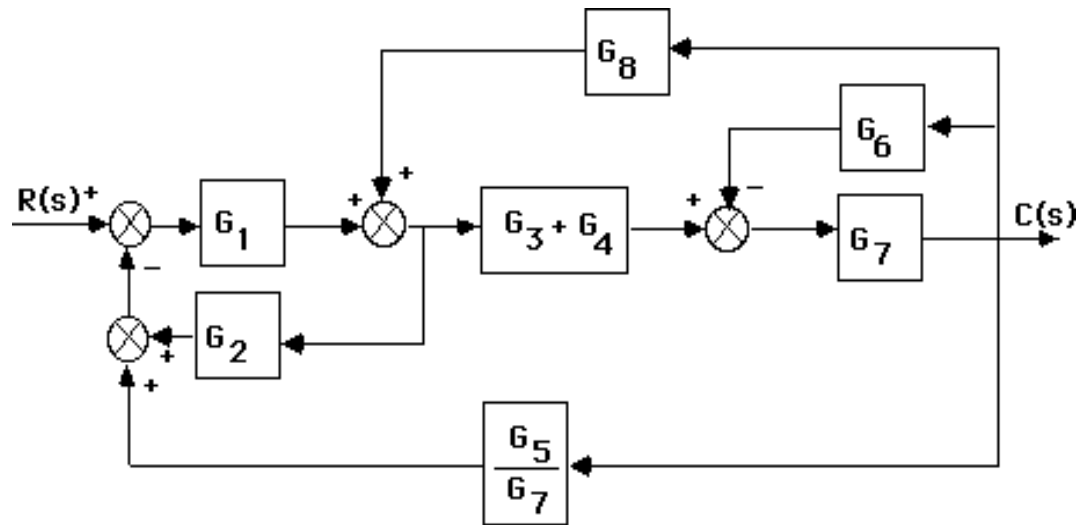 G8
G6
R(s) +
+
+
−
+
G1
G3 + G4
G7
C(s)
−
G2
+
+
G5
G7